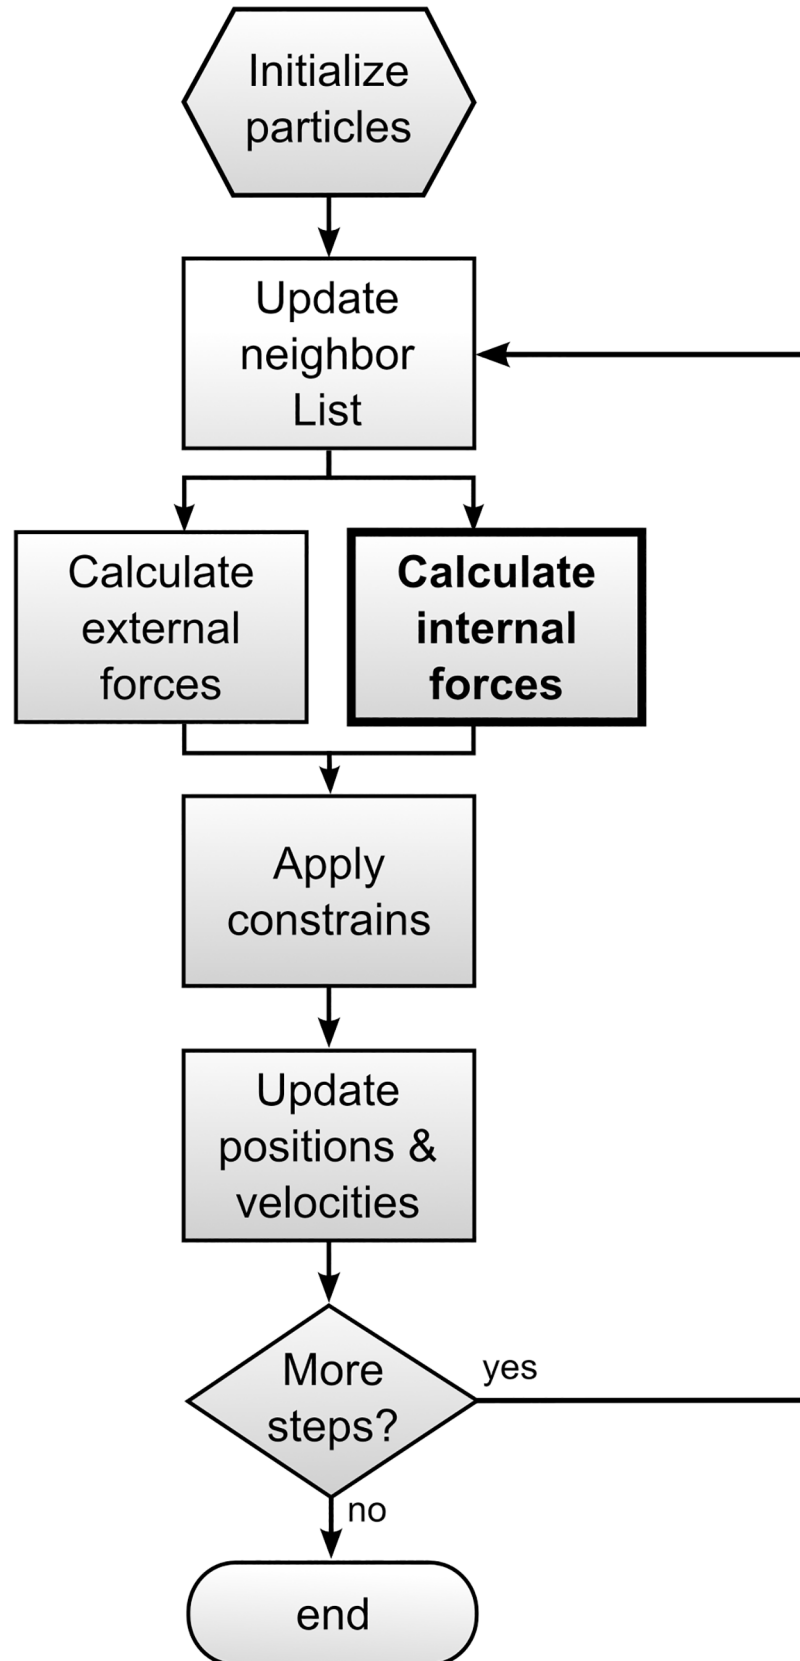 Initialize
particles
Update
neighbor
List
Calculate
external
forces
Calculate
internal
forces
Apply
constrains
Update
positions &
velocities
More
steps?
yes
no
end